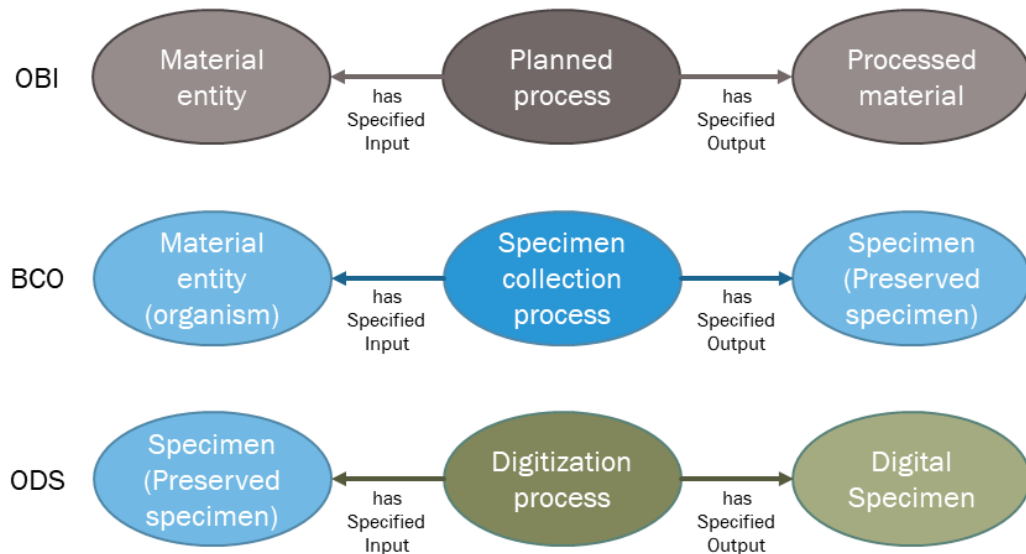 OBI
Material
entity
has
Specified
Input
Planned
process
has
Specified
Output
Processed
material
BCO
Material
entity
(organism)
has
Specified
Input
Specimen
collection
process
has
Specified
Output
Specimen
(Preserved
specimen)
ODS
Specimen
(Preserved
specimen)
has
Specified
Input
Digitization
process
has
Specified
Output
Digital
Specimen